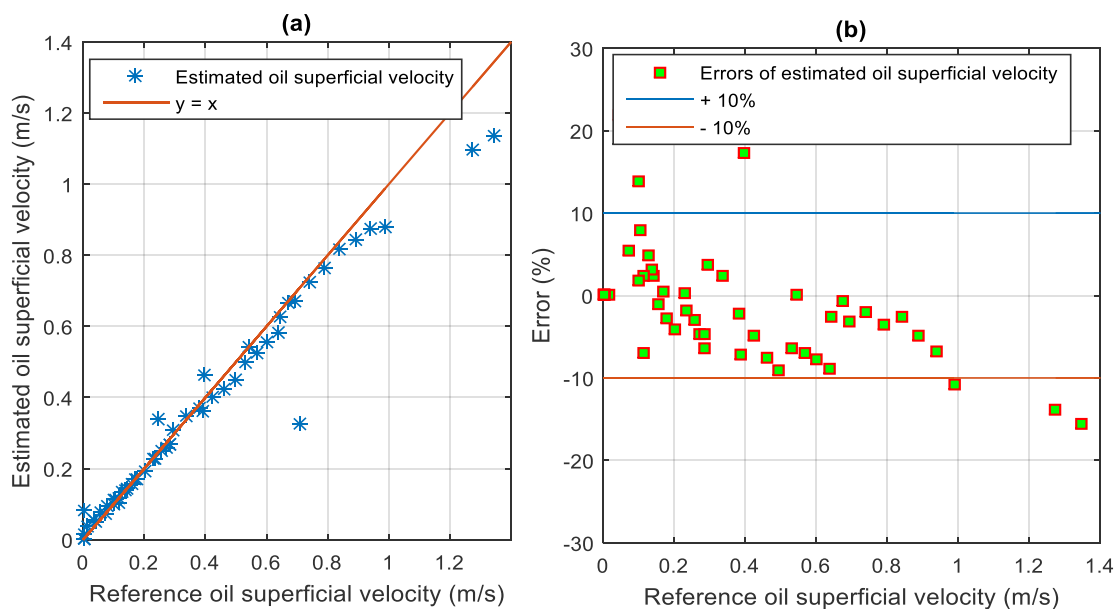 (a)
Estimated oil superficial velocity
y = x
1.4
1.2
1
0.8
0.6
0.4
0.2
0
Estimated oil superficial velocity (m/s)
0 0.2 0.4 0.6 0.8 1 1.2
Reference oil superficial velocity (m/s)
(b)
Errors of estimated oil superficial velocity
+ 10%
- 10%
30
20
10
0
-10
-20
-30
Error (%)
0 0.2 0.4 0.6 0.8 1 1.2 1.4
Reference oil superficial velocity (m/s)